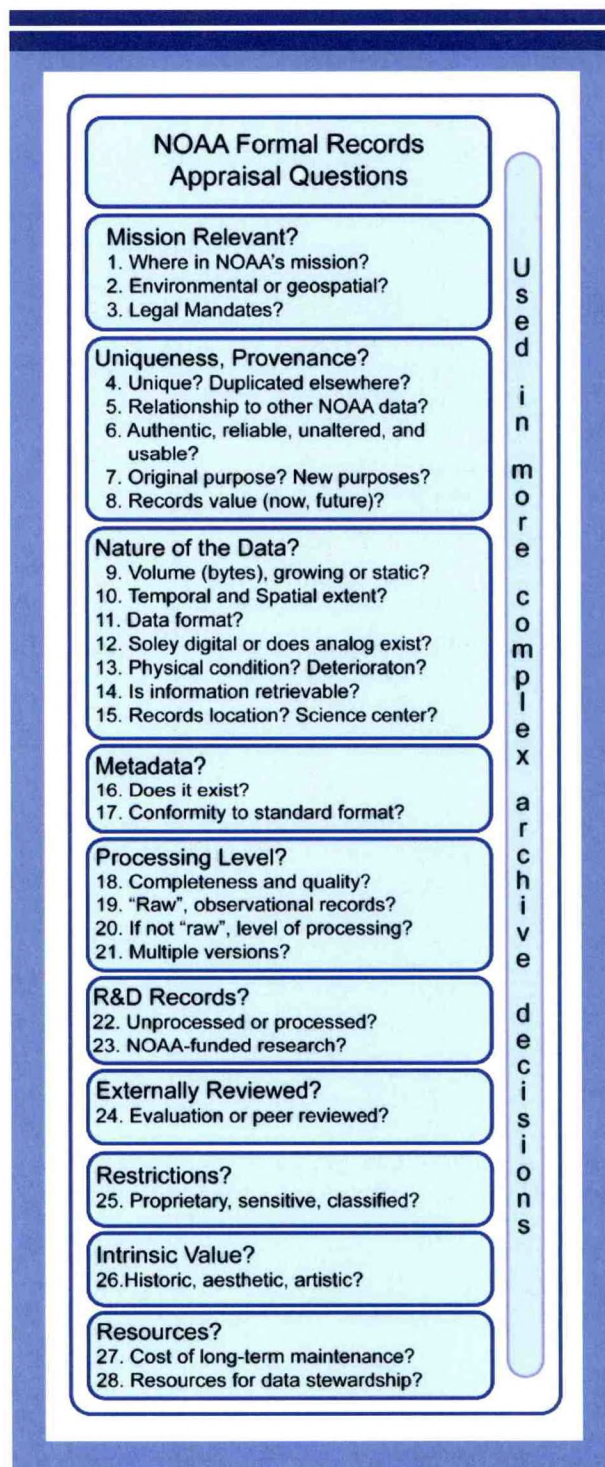 NOAA Formal Records
Appraisal Questions
Mission Relevant?
1. Where in NOAA's mission?
2. Environmental or geospatial?
3. Legal Mandates?
Uniqueness, Provenance?
4. Unique? Duplicated elsewhere?
5. Relationship to other NOAA data?
6. Authentic, reliable, unaltered, and
usable?
7. Original purpose? New purposes?
8. Records value (now, future)?
Nature of the Data?
9. Volume (bytes), growing or static?
10. Temporal and Spatial extent?
11. Data format?
12. Soley digital or does analog exist?
13. Physical condition? Deterioraton?
14. Is information retrievable?
15. Records location? Science center?
Metadata?
16. Does it exist?
17. Conformity to standard format?
Processing Level?
18. Completeness and quality?
19. “Raw”, observational records?
20. If not “raw”, level of processing?
21. Multiple versions?
R&D Records?
22. Unprocessed or processed?
23. NOAA-funded research?
Externally Reviewed?
24. Evaluation or peer reviewed?
Restrictions?
25. Proprietary, sensitive, classified?
Intrinsic Value?
26.Historic, aesthetic, artistic?
Resources?
27. Cost of long-term maintenance?
28. Resources for data stewardship?
Used in more complex archive decisions